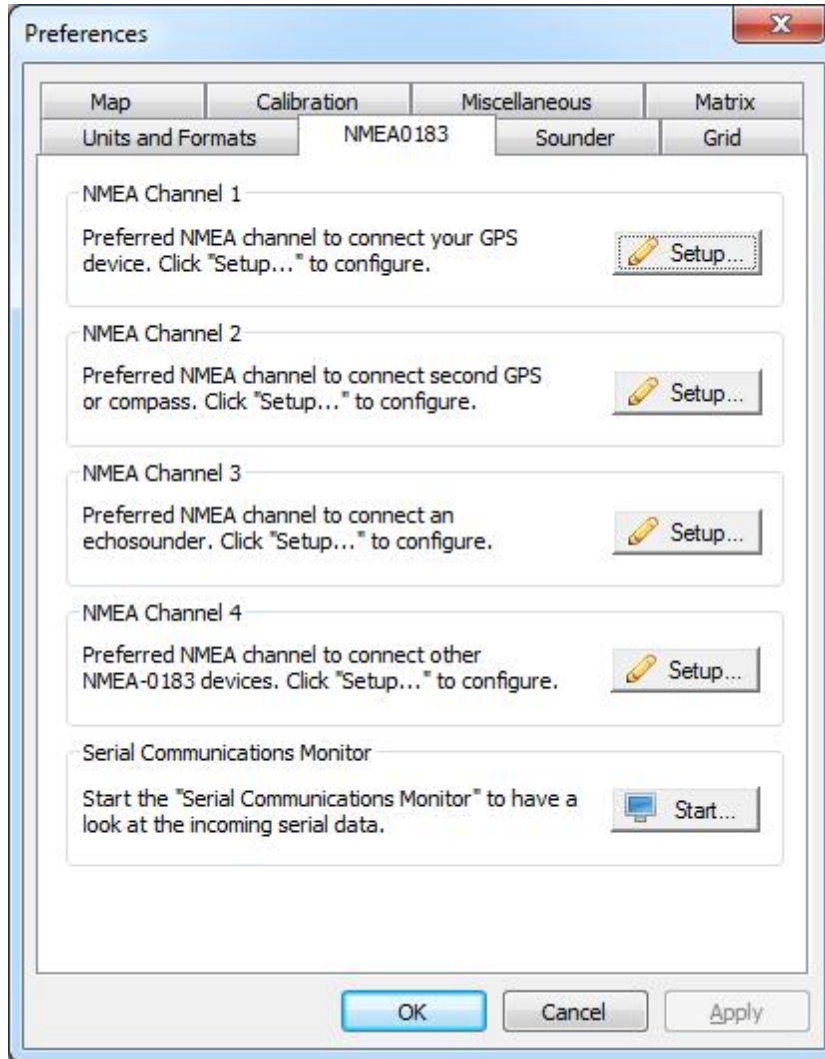 Preferences
Map Calibration Miscellaneous Matrix
Units and Formats NMEA0183 Sounder Grid
NMEA Channel 1
Preferred NMEA channel to connect your GPS
device. Click "Setup..." to configure.
Setup...
NMEA Channel 2
Preferred NMEA channel to connect second GPS
or compass. Click "Setup..." to configure.
Setup...
NMEA Channel 3
Preferred NMEA channel to connect an
echosounder. Click "Setup..." to configure.
Setup...
NMEA Channel 4
Preferred NMEA channel to connect other
NMEA-0183 devices. Click "Setup..." to configure.
Setup...
Serial Communications Monitor
Start the "Serial Communications Monitor" to have a
look at the incoming serial data.
Start...
OK Cancel Apply